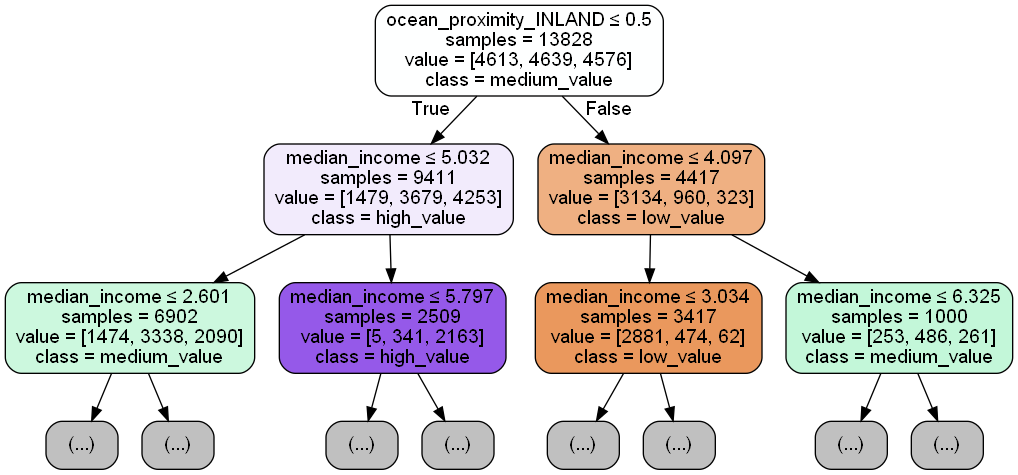 ocean_proximity_INLAND ≤ 0.5
samples = 13828
value = [4613, 4639, 4576]
class = medium_value
True
False
median_income ≤ 5.032
samples = 9411
value = [1479, 3679, 4253]
class = high_value
median_income ≤ 4.097
samples = 4417
value = [3134, 960, 323]
class = low_value
median_income ≤ 2.601
samples = 6902
value = [1474, 3338, 2090]
class = medium_value
median_income ≤ 5.797
samples = 2509
value = [5, 341, 2163]
class = high_value
median_income ≤ 3.034
samples = 3417
value = [2881, 474, 62]
class = low_value
median_income ≤ 6.325
samples = 1000
value = [253, 486, 261]
class = medium_value
(...)
(...)
(...)
(...)
(...)
(...)
(...)
(...)